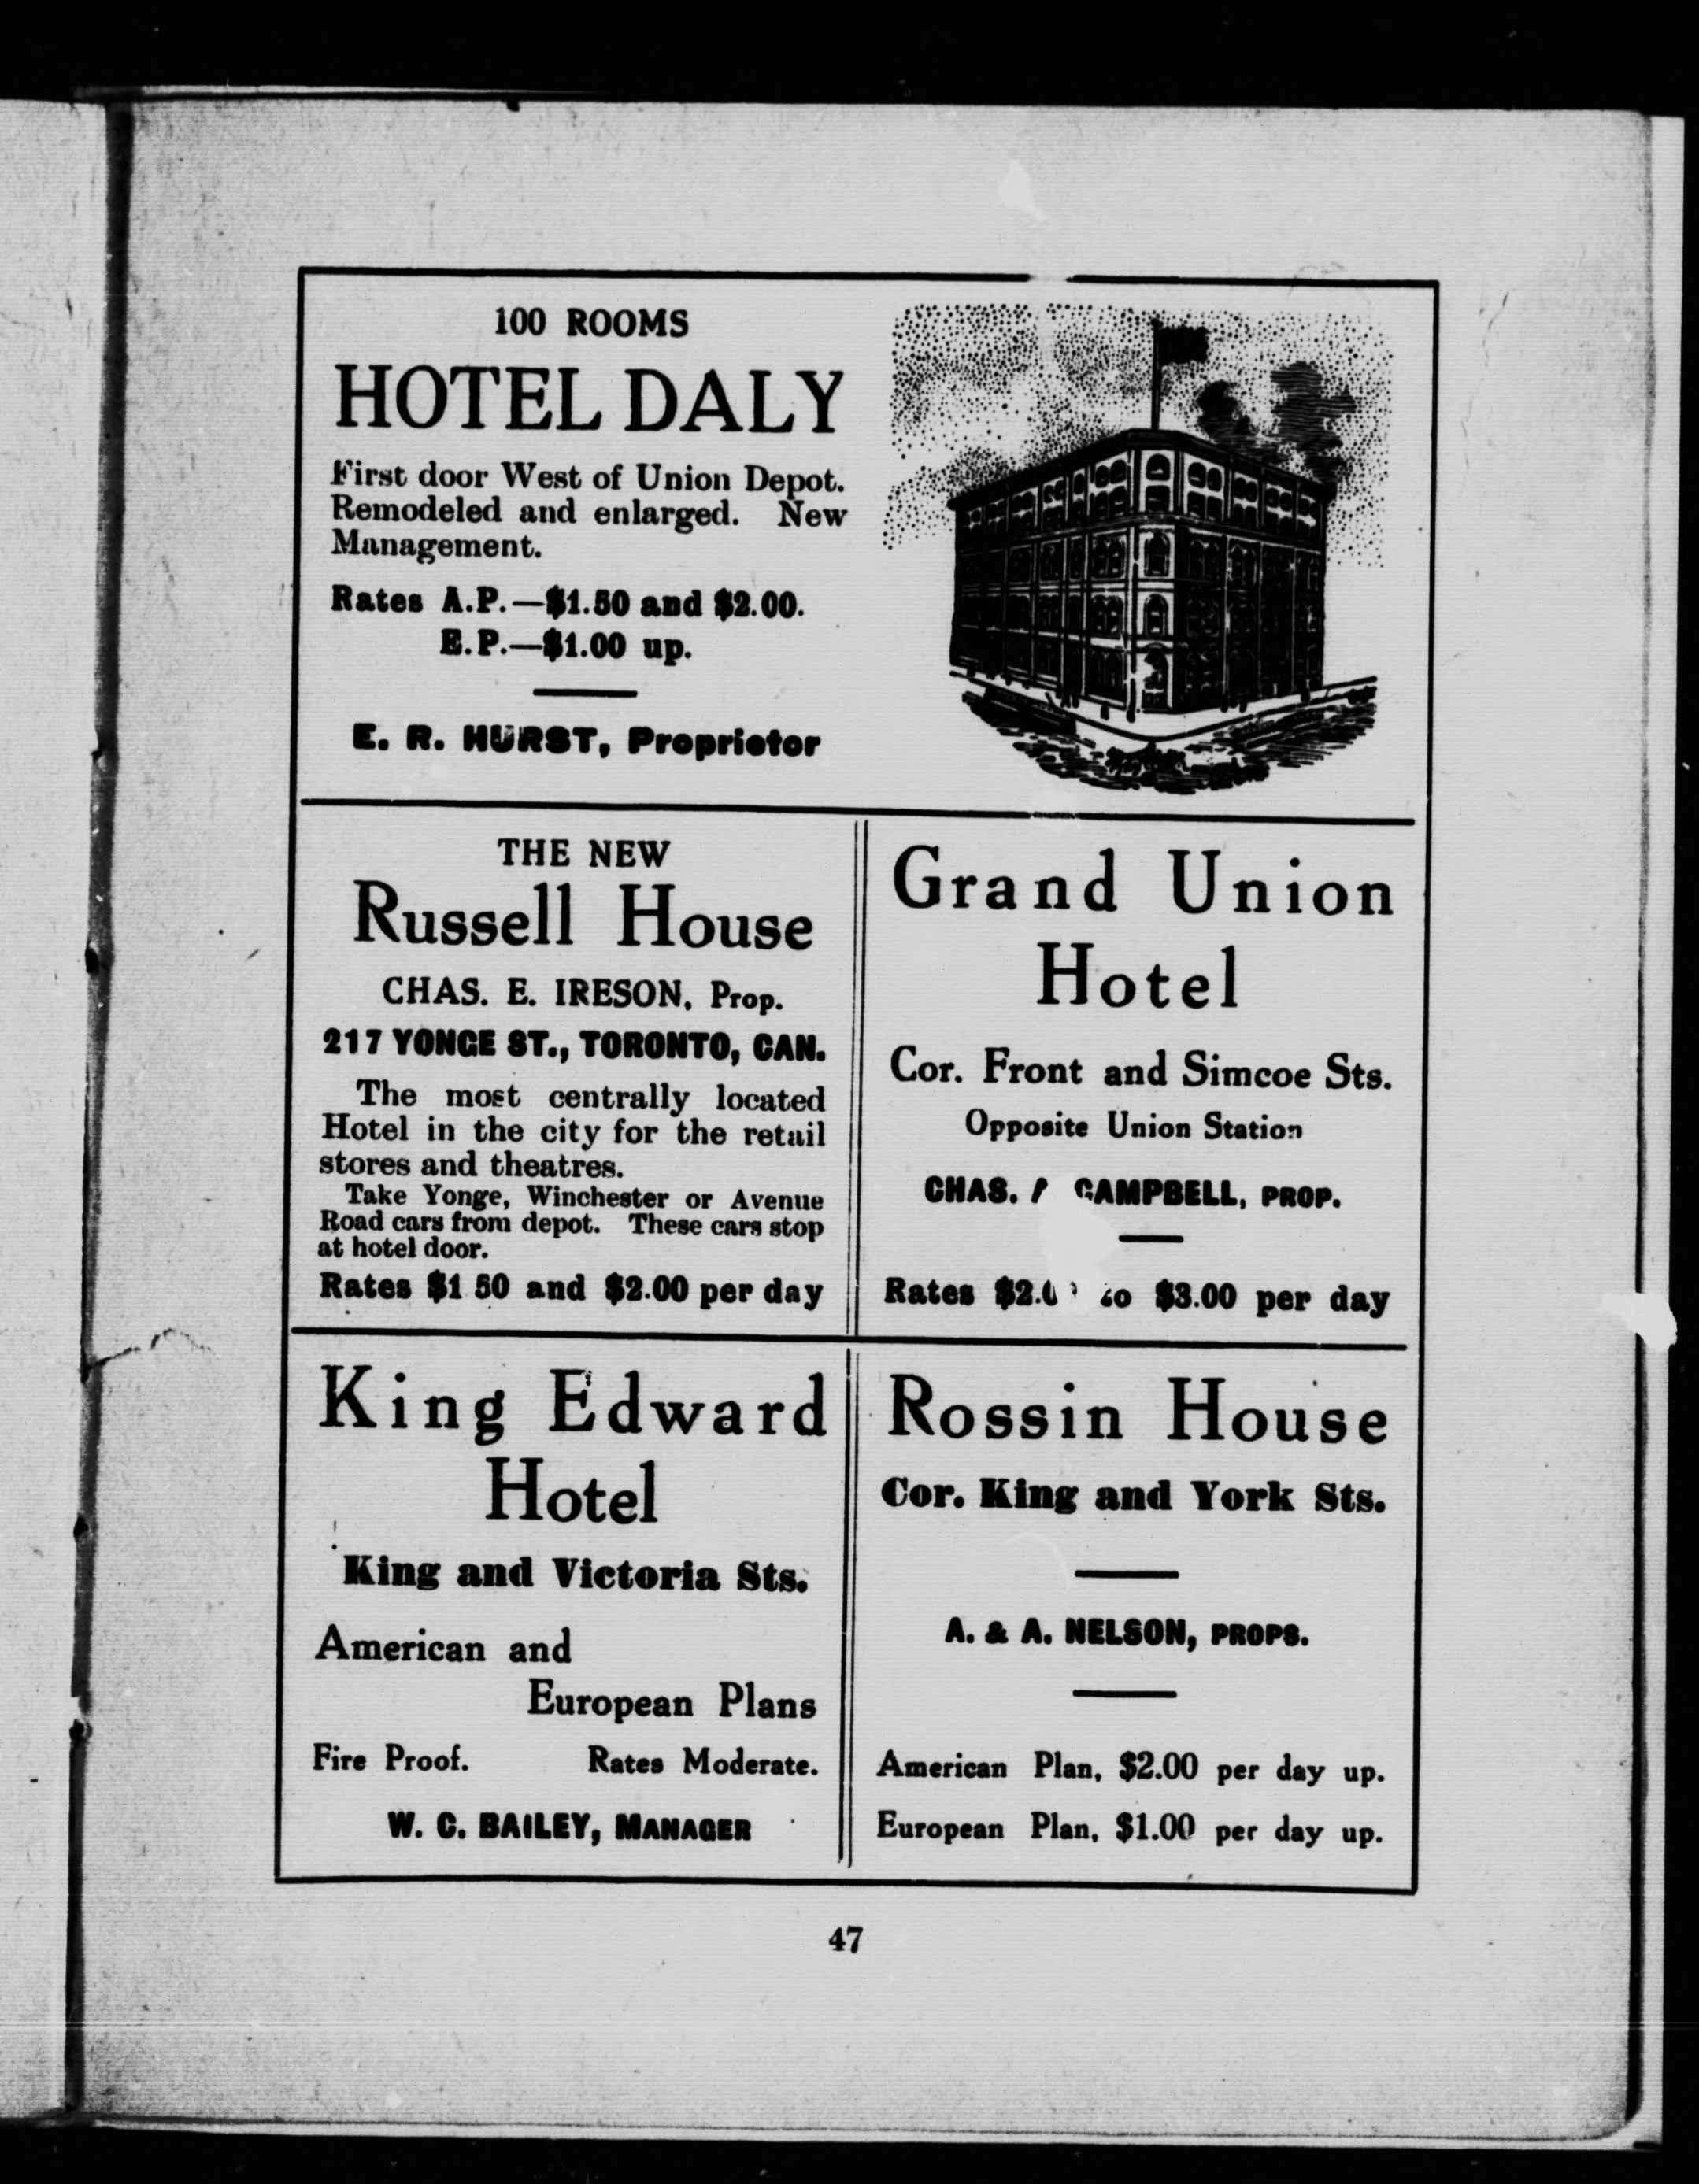 100 ROOMS
HOTEL DALY
First door West of Union Depot.
Remodeled and enlarged. New
Management.
Rates A.P.—$1.50 and $2.00.
E.P.—$1.00 up.
E. R. HURST, Proprietor
THE NEW
Russell House
CHAS. E. IRESON, Prop.
217 YONGE ST., TORONTO, CAN.
The most centrally located
Hotel in the city for the retail
stores and theatres.
Take Yonge, Winchester or Avenue
Road cars from depot. These cars stop
at hotel door.
Rates $1 50 and $2.00 per day
Grand Union
Hotel
Cor. Front and Simcoe Sts.
Opposite Union Station
CHAS. CAMPBELL, PROP.
Rates to $3.00 per day
King Edward
Hotel
King and Victoria Sts.
American and
European Plans
Fire Proof. Rates Moderate.
W. C. BAILEY, MANAGER
Rossin House
Cor. King and York Sts.
A. & A. NELSON, PROPS.
American Plan, $2.00 per day up.
European Plan, $1.00 per day up.
47